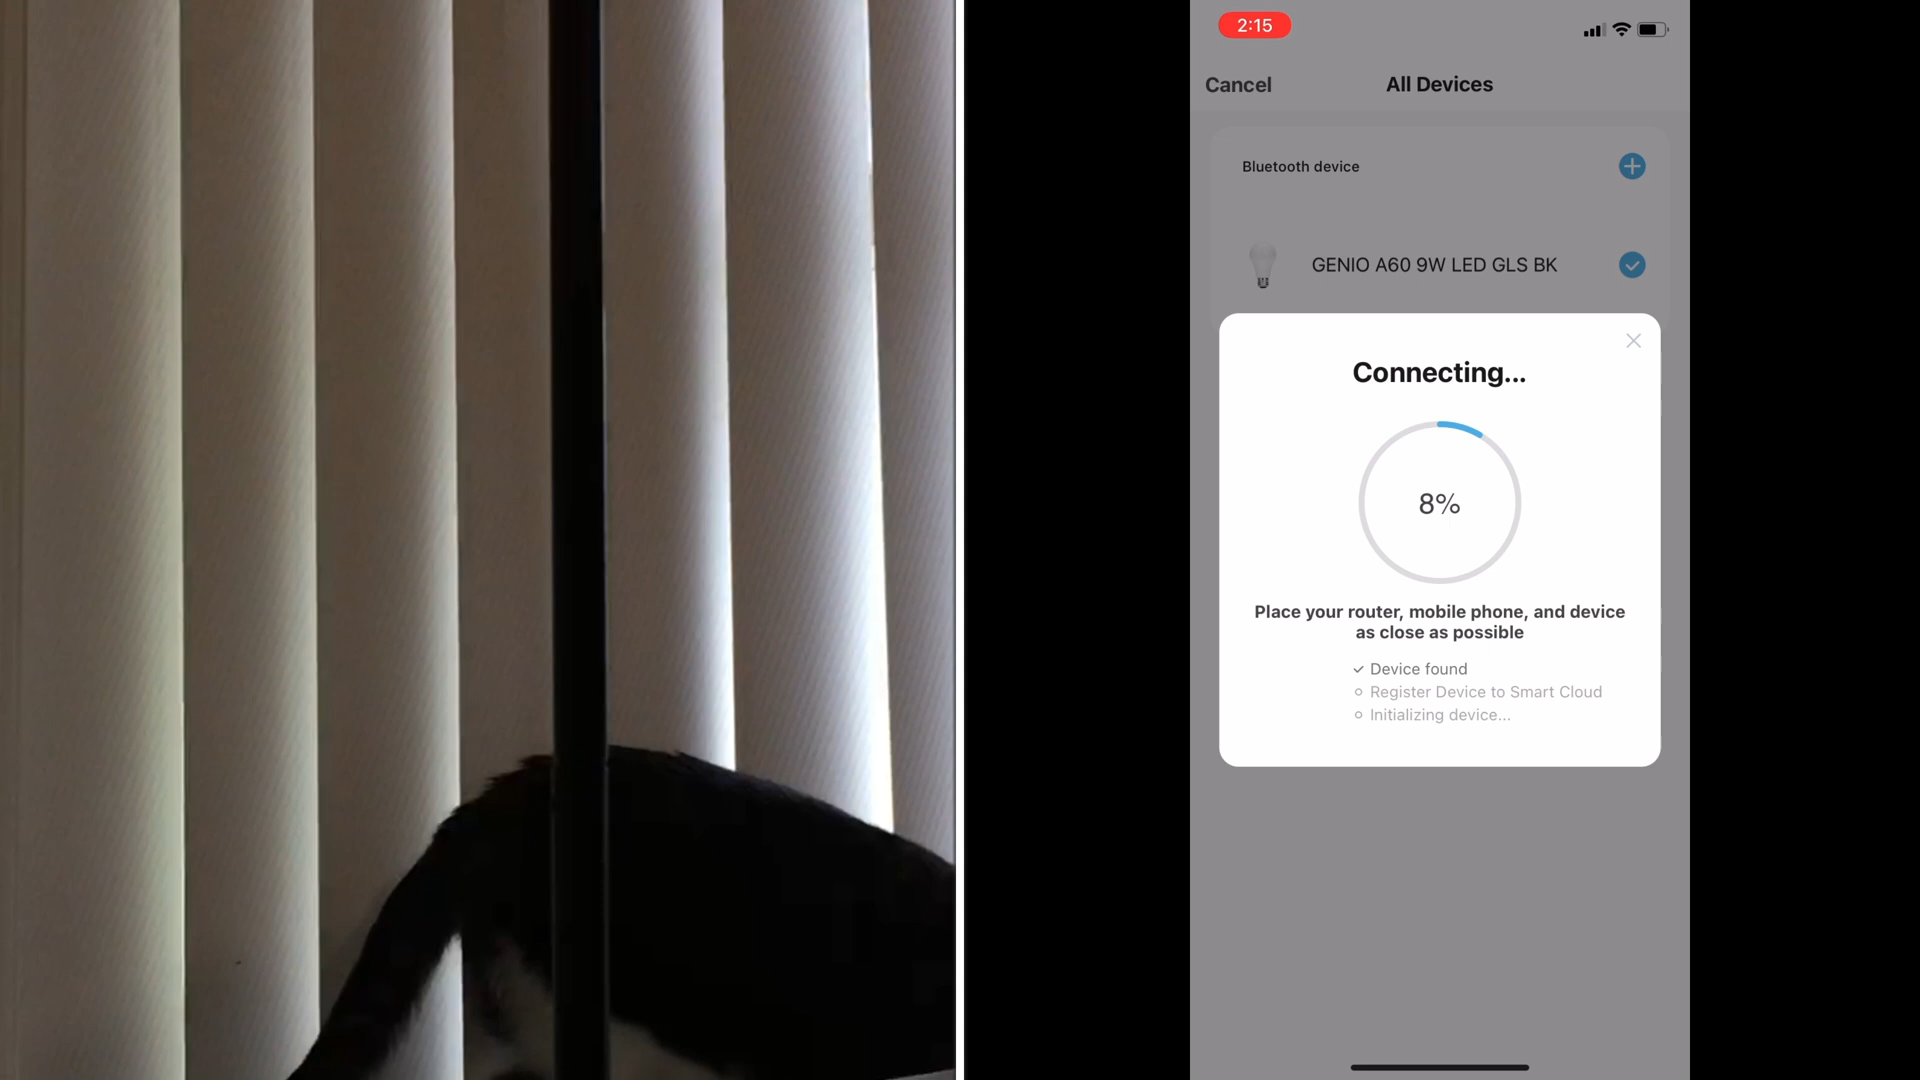 2:15
Cancel
All Devices
Bluetooth device
GENIO A60 9W LED GLS BK
Connecting...
8%
Place your router, mobile phone, and device
as close as possible
Device found
Register Device to Smart Cloud
Initializing device...